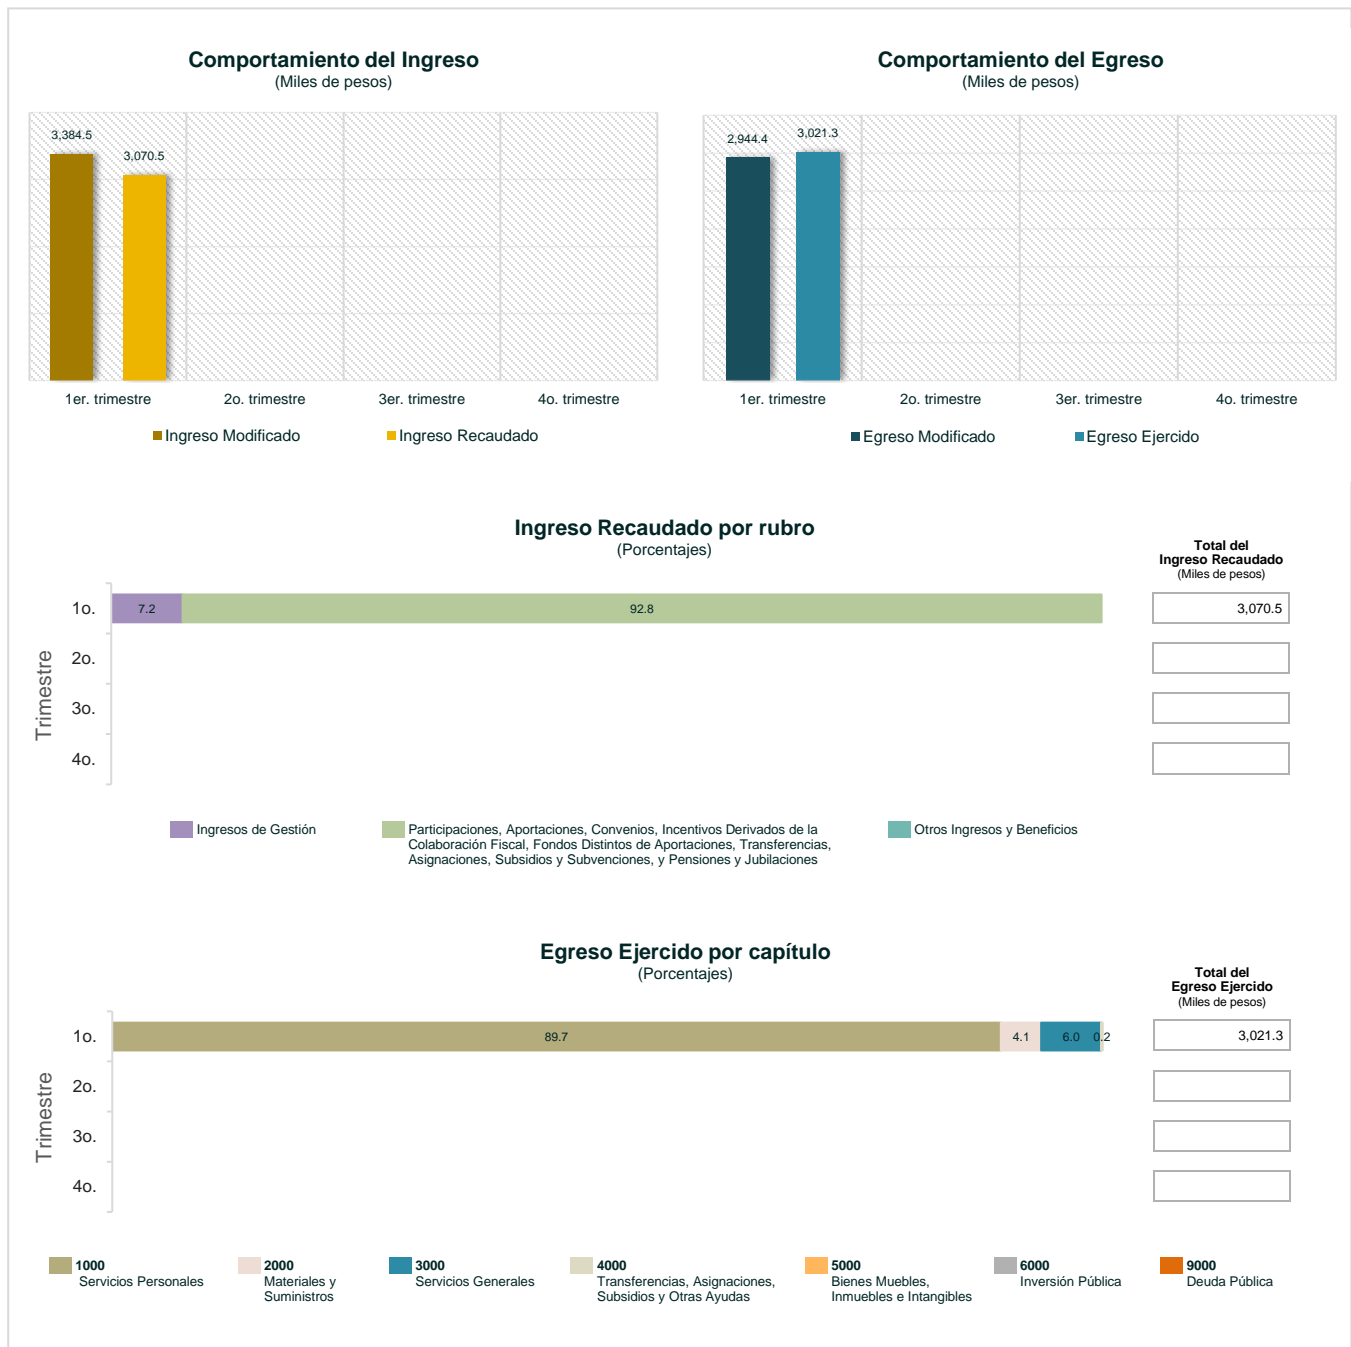 Comportamiento del Ingreso
(Miles de pesos)
3,384.5
3,070.5
1er. trimestre
2o. trimestre
3er. trimestre
4o. trimestre
Ingreso Modificado
Ingreso Recaudado
Comportamiento del Egreso
(Miles de pesos)
2,944.4
3,021.3
1er. trimestre
2o. trimestre
3er. trimestre
4o. trimestre
Egreso Modificado
Egreso Ejercido
Ingreso Recaudado por rubro
(Porcentajes)
Total del
Ingreso Recaudado
(Miles de pesos)
Trimestre
1o.
7.2
92.8
3,070.5
2o.
3o.
4o.
Ingresos de Gestión
Participaciones, Aportaciones, Convenios, Incentivos Derivados de la
Colaboración Fiscal, Fondos Distintos de Aportaciones, Transferencias,
Asignaciones, Subsidios y Subvenciones, y Pensiones y Jubilaciones
Otros Ingresos y Beneficios
Egreso Ejercido por capítulo
(Porcentajes)
Total del
Egreso Ejercido
(Miles de pesos)
Trimestre
1o.
89.7
4.1
6.0
0.2
3,021.3
2o.
3o.
4o.
1000
Servicios Personales
2000
Materiales y
Suministros
3000
Servicios Generales
4000
Transferencias, Asignaciones,
Subsidios y Otras Ayudas
5000
Bienes Muebles,
Inmuebles e Intangibles
6000
Inversión Pública
9000
Deuda Pública